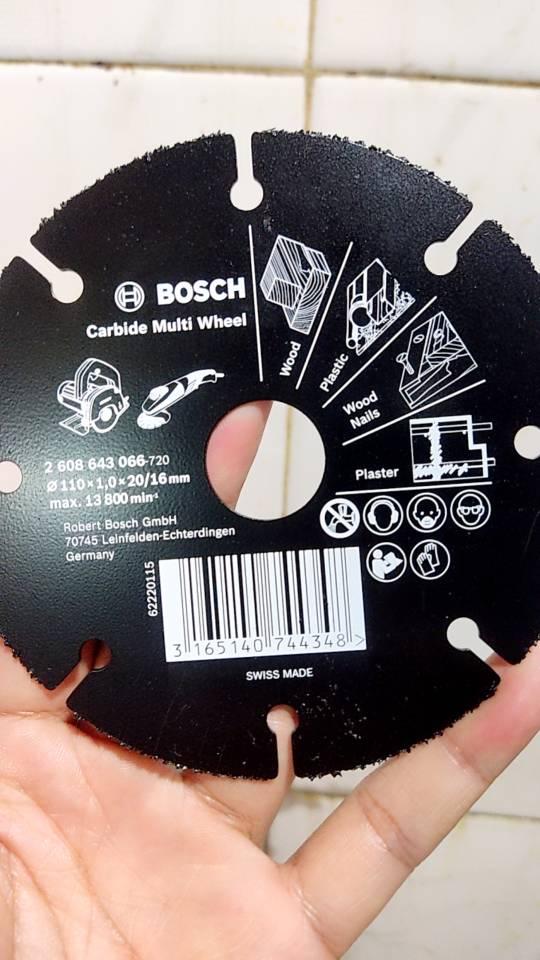 BOSCH
Carbide Multi Wheel
Wood
Plastic
Wood
Nails
Plaster
2 608 643 066-720
Ø 110 x 1,0 x 20/16 mm
max. 13 800 min⁻¹
Robert Bosch GmbH
70745 Leinfelden-Echterdingen
Germany
62220115
3 165140 744348 >
SWISS MADE